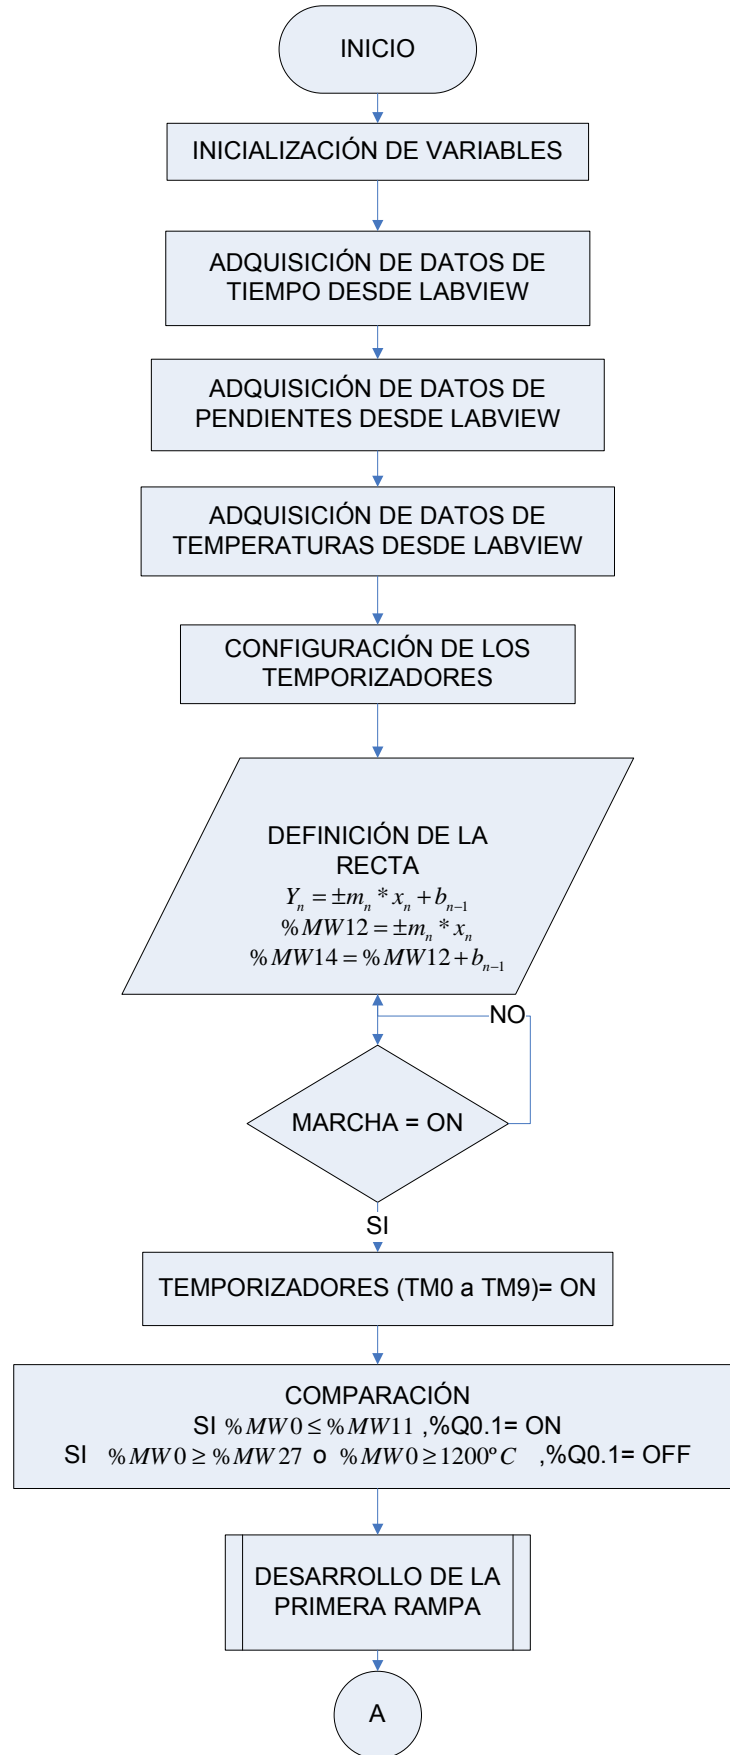 INICIO
INICIALIZACIÓN DE VARIABLES
ADQUISICIÓN DE DATOS DE
TIEMPO DESDE LABVIEW
ADQUISICIÓN DE DATOS DE
PENDIENTES DESDE LABVIEW
ADQUISICIÓN DE DATOS DE
TEMPERATURAS DESDE LABVIEW
CONFIGURACIÓN DE LOS
TEMPORIZADORES
DEFINICIÓN DE LA
RECTA
Yₙ = ±mₙ * xₙ + bₙ₋₁
%MW12 = ±mₙ * xₙ
%MW14 = %MW12 + bₙ₋₁
NO
MARCHA = ON
SI
TEMPORIZADORES (TM0 a TM9)= ON
COMPARACIÓN
SI %MW0 ≤ %MW11 ,%Q0.1= ON
SI %MW0 ≥ %MW27 o %MW0 ≥ 1200ºC ,%Q0.1= OFF
DESARROLLO DE LA
PRIMERA RAMPA
A